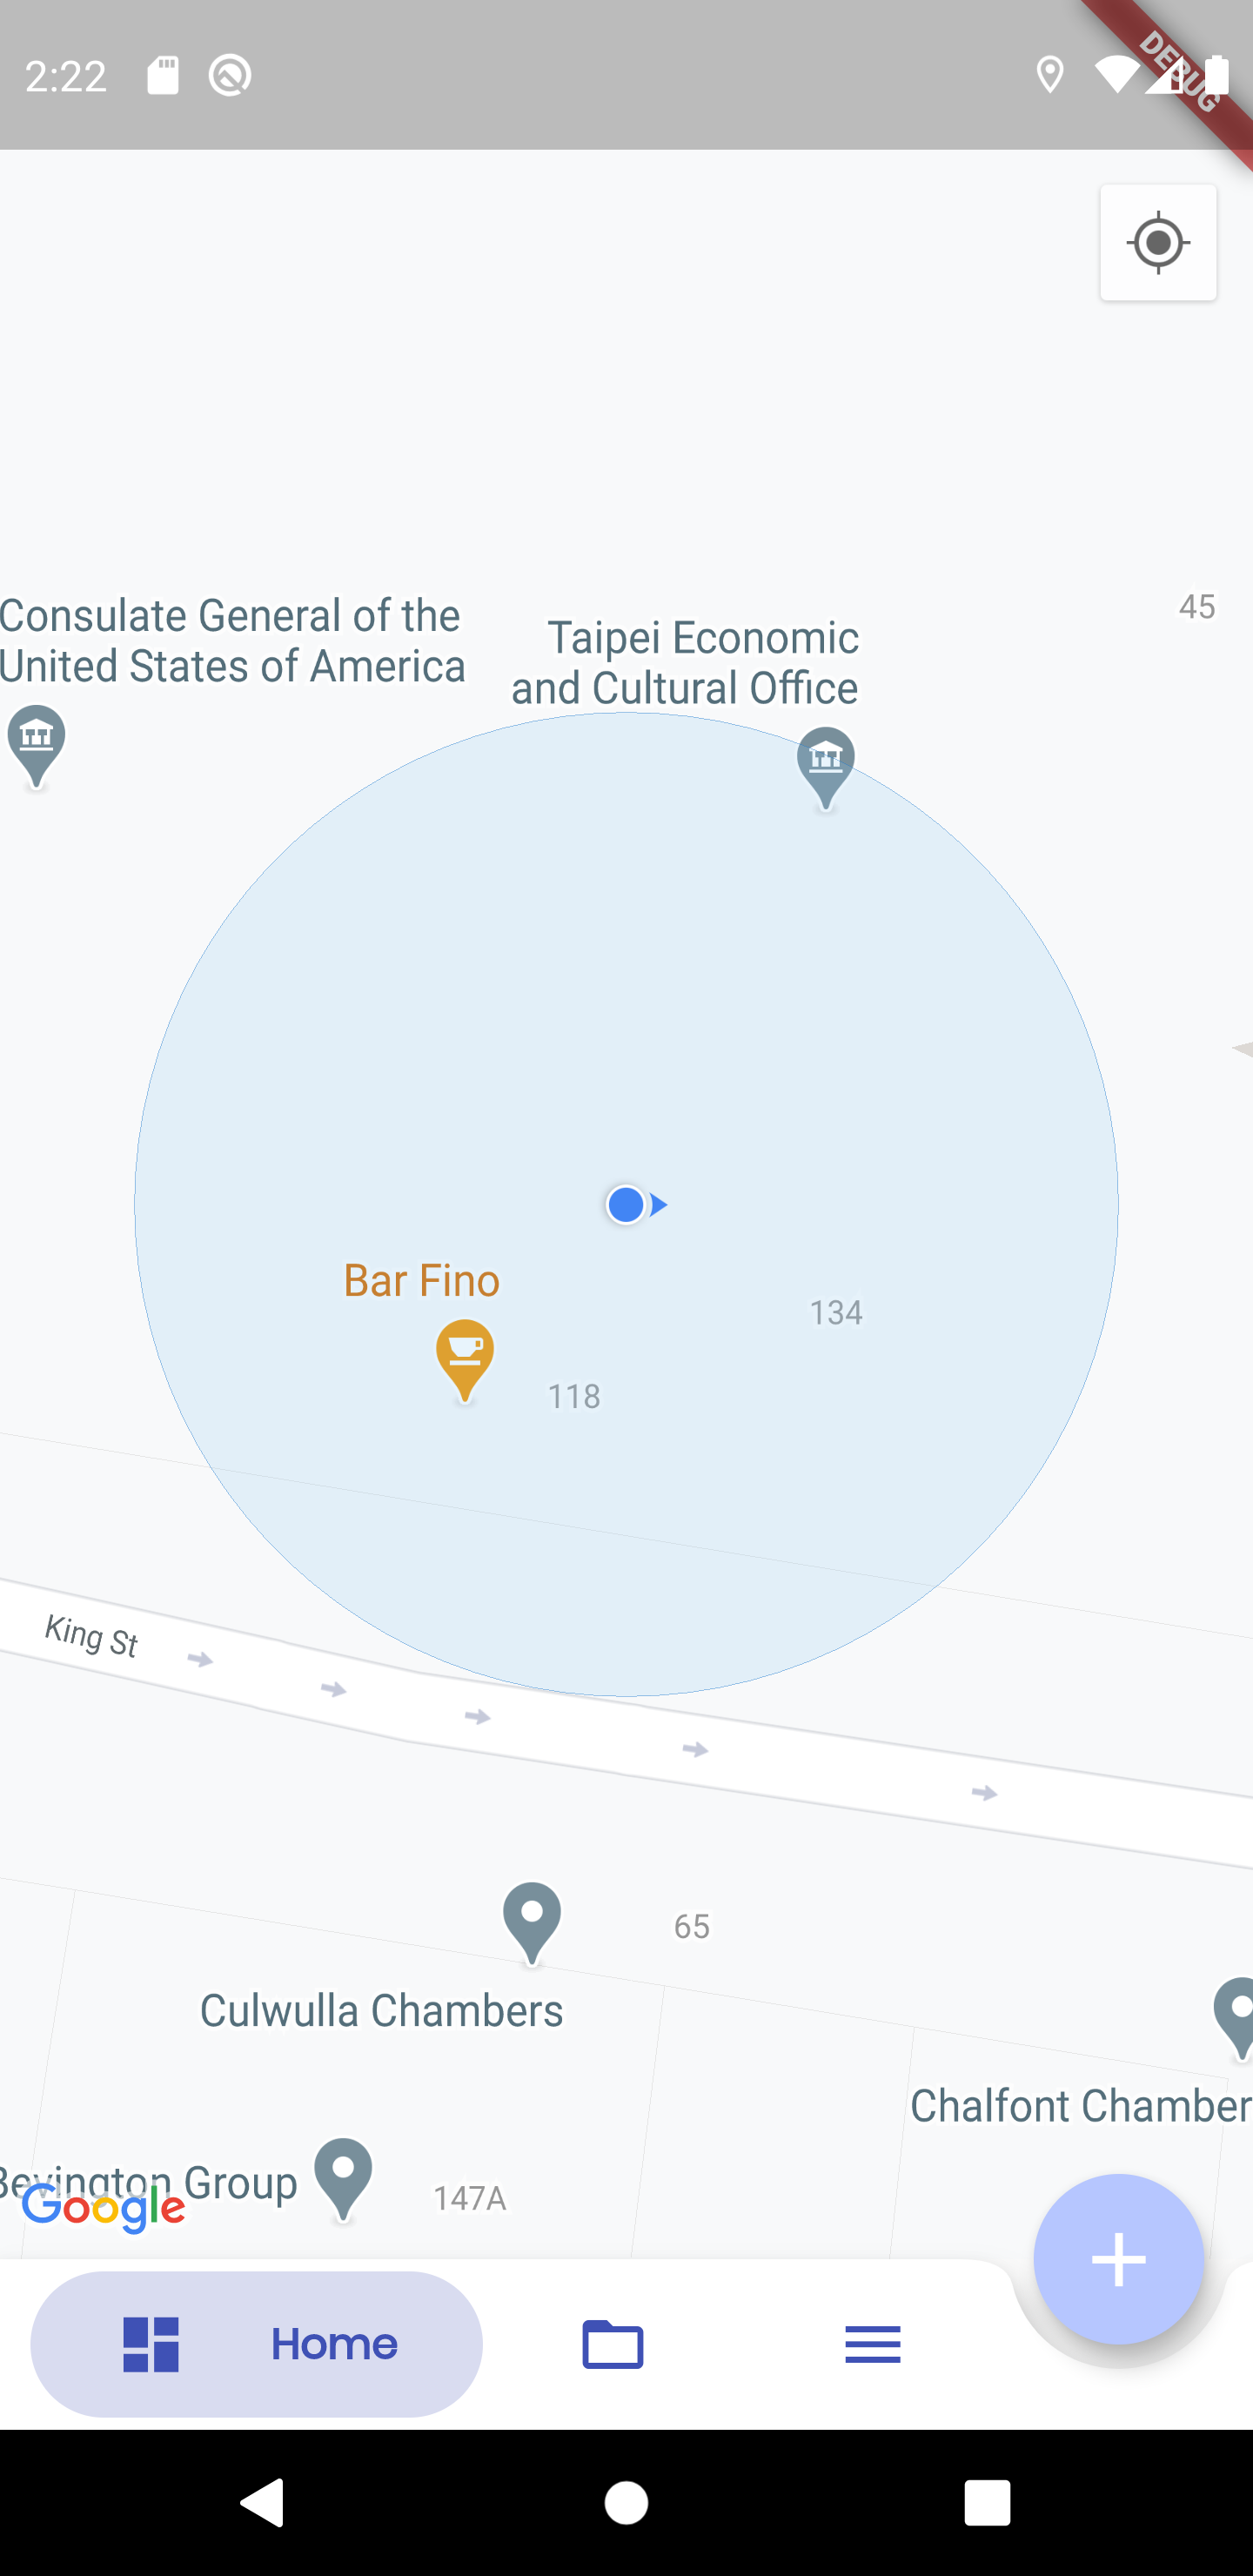 2:22
DEBUG
Consulate General of the
United States of America
Taipei Economic
and Cultural Office
45
Bar Fino
134
118
King St
65
Culwulla Chambers
Chalfont Chamber
Bevington Group
147A
Google
Home